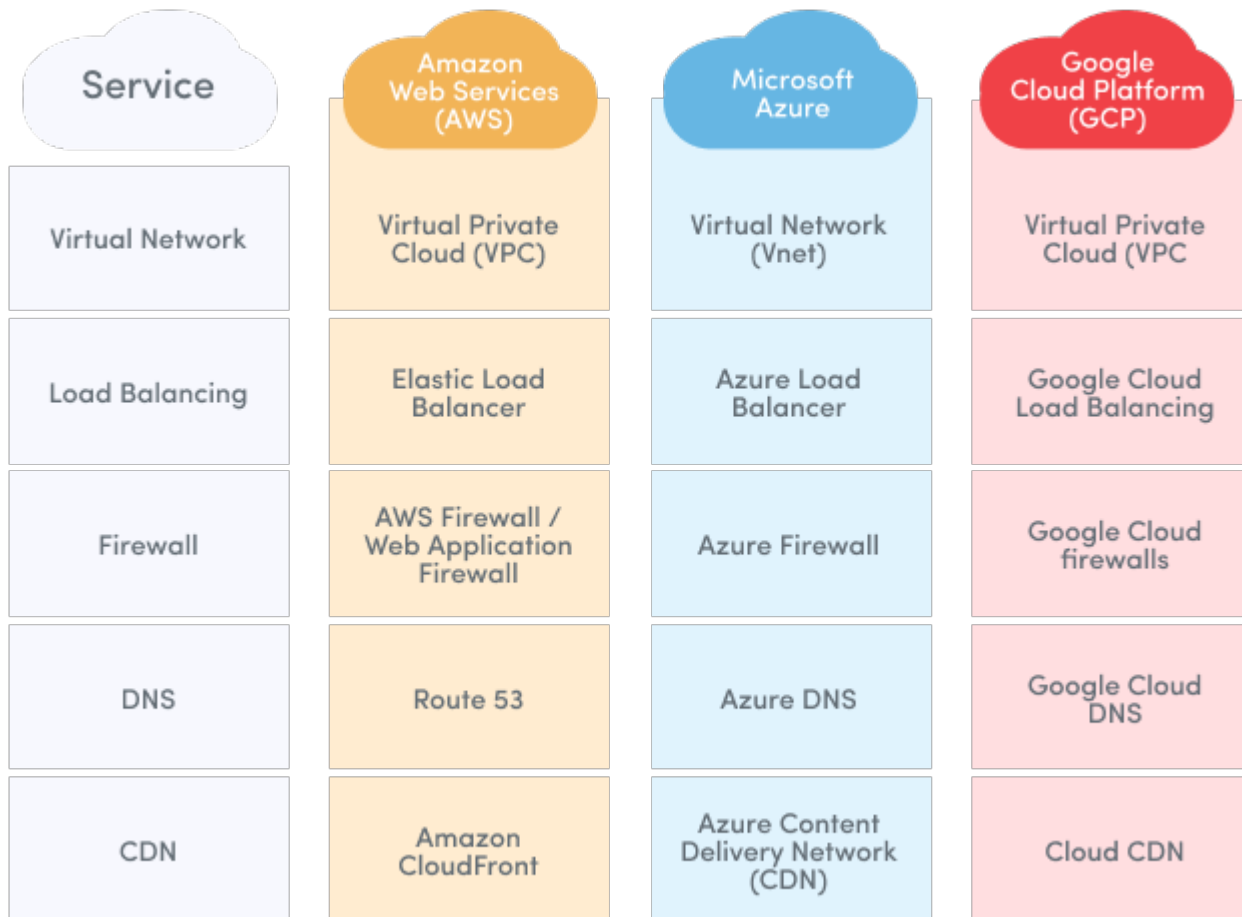 Service
Amazon
Web Services
(AWS)
Microsoft
Azure
Google
Cloud Platform
(GCP)
Virtual Network
Virtual Private
Cloud (VPC)
Virtual Network
(Vnet)
Virtual Private
Cloud (VPC
Load Balancing
Elastic Load
Balancer
Azure Load
Balancer
Google Cloud
Load Balancing
Firewall
AWS Firewall /
Web Application
Firewall
Azure Firewall
Google Cloud
firewalls
DNS
Route 53
Azure DNS
Google Cloud
DNS
CDN
Amazon
CloudFront
Azure Content
Delivery Network
(CDN)
Cloud CDN